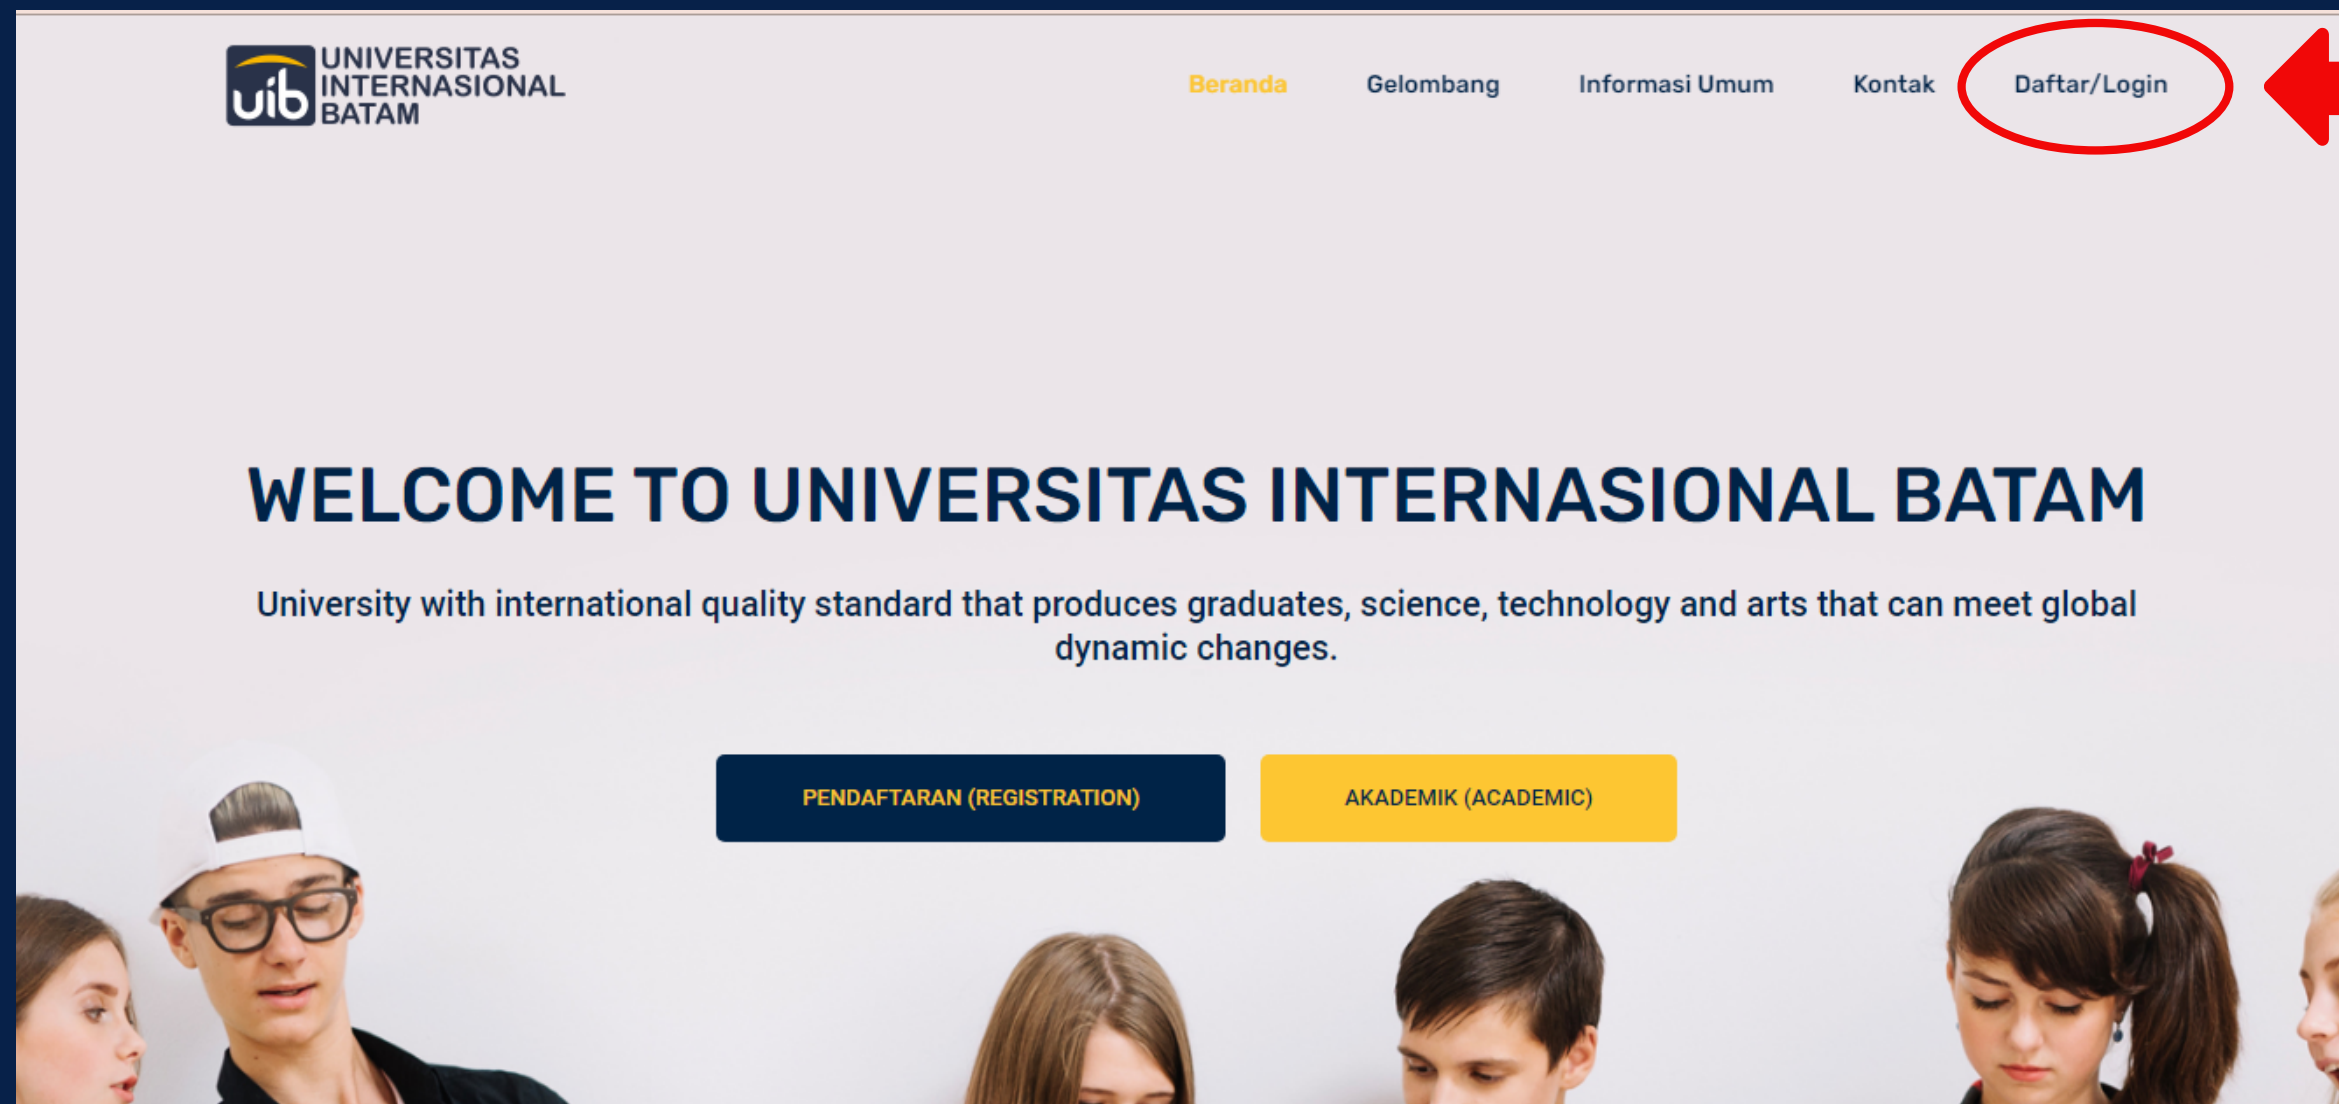 uib
UNIVERSITAS
INTERNASIONAL
BATAM
Beranda
Gelombang
Informasi Umum
Kontak
Daftar/Login
WELCOME TO UNIVERSITAS INTERNASIONAL BATAM
University with international quality standard that produces graduates, science, technology and arts that can meet global
dynamic changes.
PENDAFTARAN (REGISTRATION)
AKADEMIK (ACADEMIC)